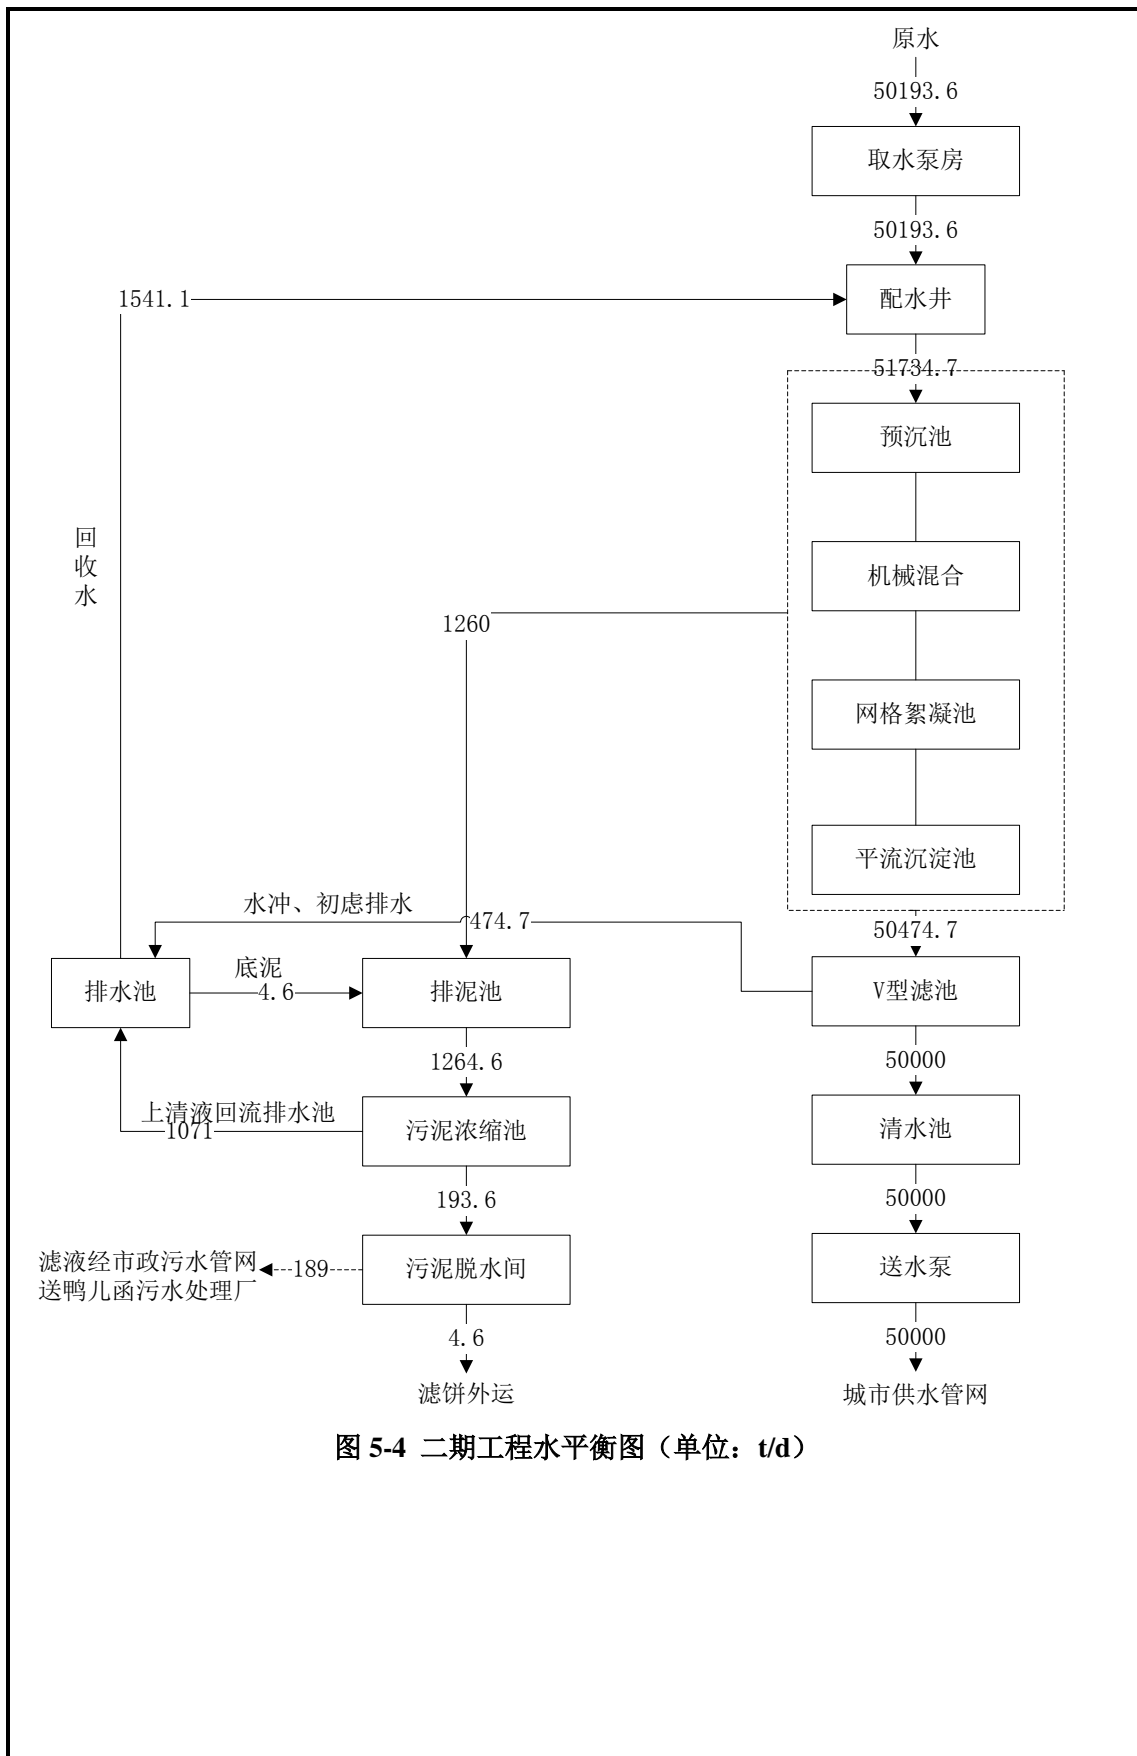 原水
50193.6
取水泵房
50193.6
1541.1
配水井
51734.7
预沉池
回
收
水
机械混合
1260
网格絮凝池
平流沉淀池
水冲、初虑排水
474.7
50474.7
底泥
排水池
4.6
排泥池
V型滤池
1264.6
50000
上清液回流排水池
1071
污泥浓缩池
清水池
193.6
50000
滤液经市政污水管网
送鸭儿函污水处理厂
189
污泥脱水间
送水泵
4.6
50000
滤饼外运
城市供水管网
图 5-4 二期工程水平衡图（单位：t/d）